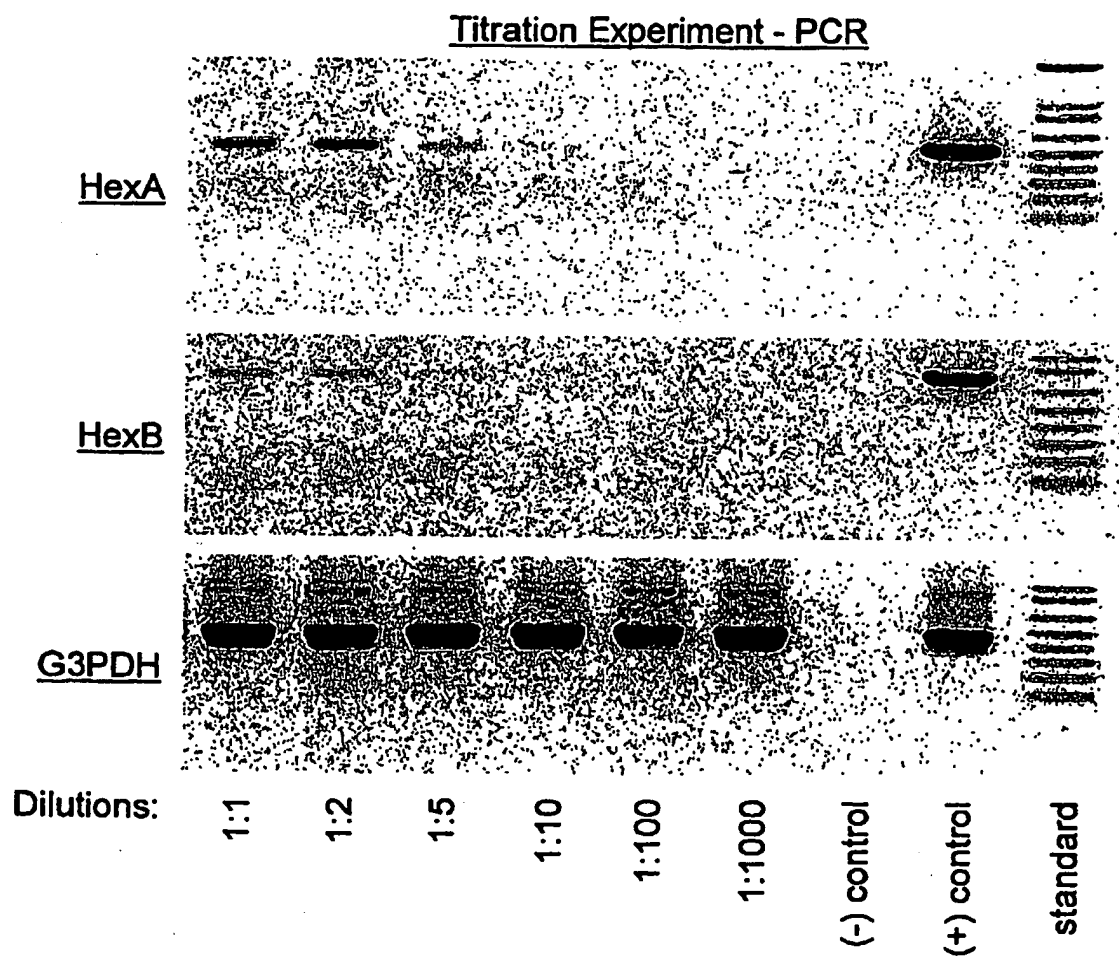 Titration Experiment - PCR
HexA
HexB
G3PDH
Dilutions:
1:1
1:2
1:5
1:10
1:100
1:1000
(-) control
(+) control
standard